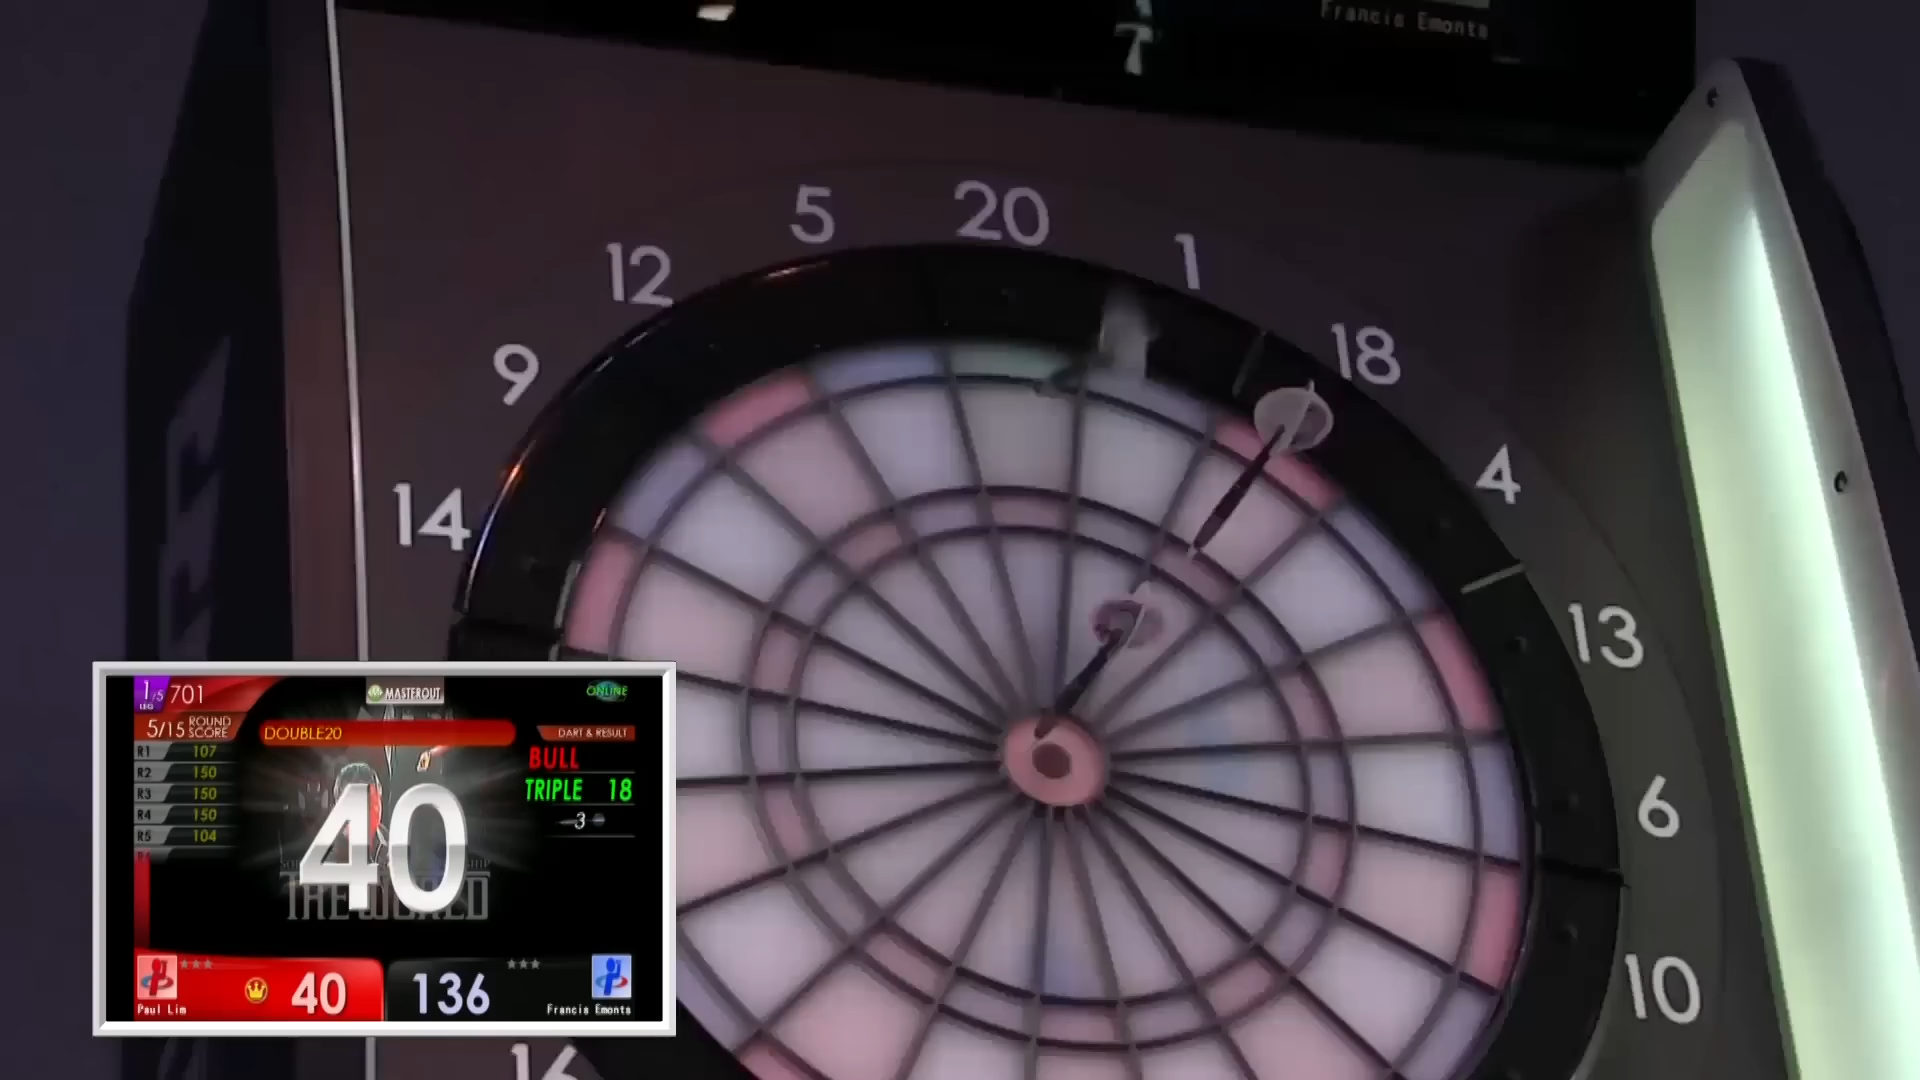 Francis Emonts
5
20
1
12
18
9
4
14
13
6
10
16
1/5 701
LEG
MASTEROUT
ONLINE
5/15 ROUND SCORE
DOUBLE20
DART & RESULT
R1 107
BULL
R2 150
TRIPLE 18
R3 150
3
R4 150
R5 104
40
THE WORLD
40
136
Paul Lim
Francis Emonts